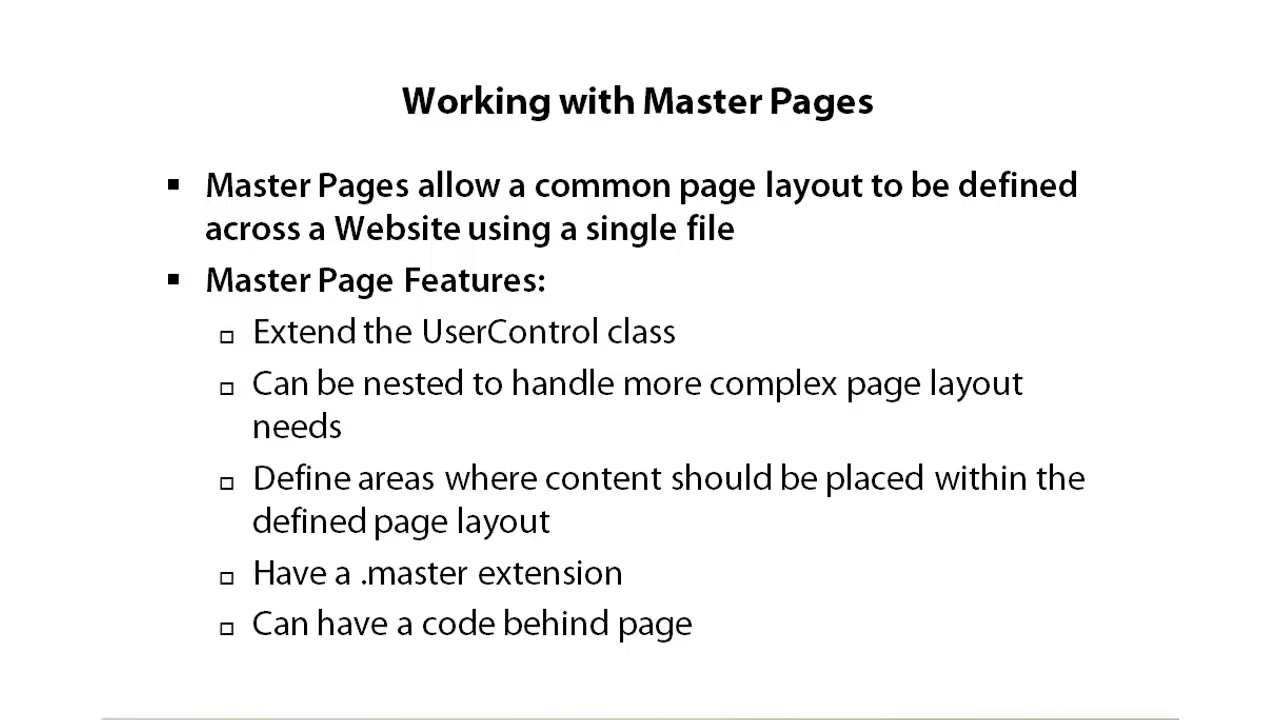 Working with Master Pages
▪ Master Pages allow a common page layout to be defined
across a Website using a single file
▪ Master Page Features:
▫ Extend the UserControl class
▫ Can be nested to handle more complex page layout
needs
▫ Define areas where content should be placed within the
defined page layout
▫ Have a .master extension
▫ Can have a code behind page